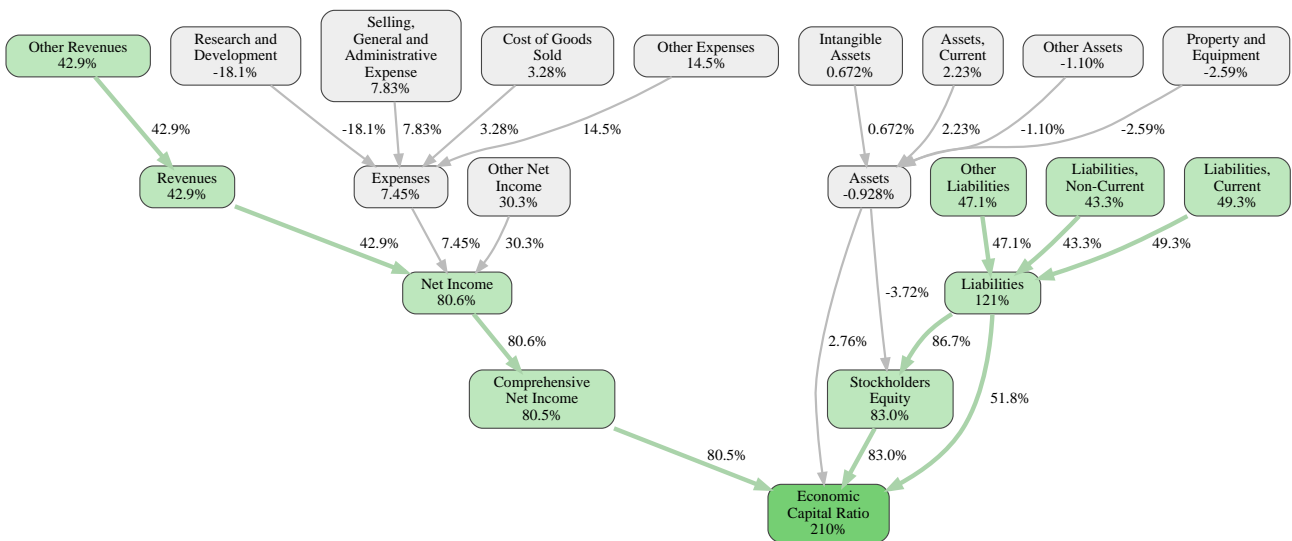 Other Revenues
42.9%
Research and
Development
-18.1%
Selling,
General and
Administrative
Expense
7.83%
Cost of Goods
Sold
3.28%
Other Expenses
14.5%
Intangible
Assets
0.672%
Assets,
Current
2.23%
Other Assets
-1.10%
Property and
Equipment
-2.59%
42.9%
-18.1%
7.83%
3.28%
14.5%
0.672%
2.23%
-1.10%
-2.59%
Revenues
42.9%
Expenses
7.45%
Other Net
Income
30.3%
Assets
-0.928%
Other
Liabilities
47.1%
Liabilities,
Non-Current
43.3%
Liabilities,
Current
49.3%
42.9%
7.45%
30.3%
47.1%
43.3%
49.3%
Net Income
80.6%
-3.72%
Liabilities
121%
80.6%
2.76%
86.7%
Comprehensive
Net Income
80.5%
Stockholders
Equity
83.0%
51.8%
80.5%
83.0%
Economic
Capital Ratio
210%